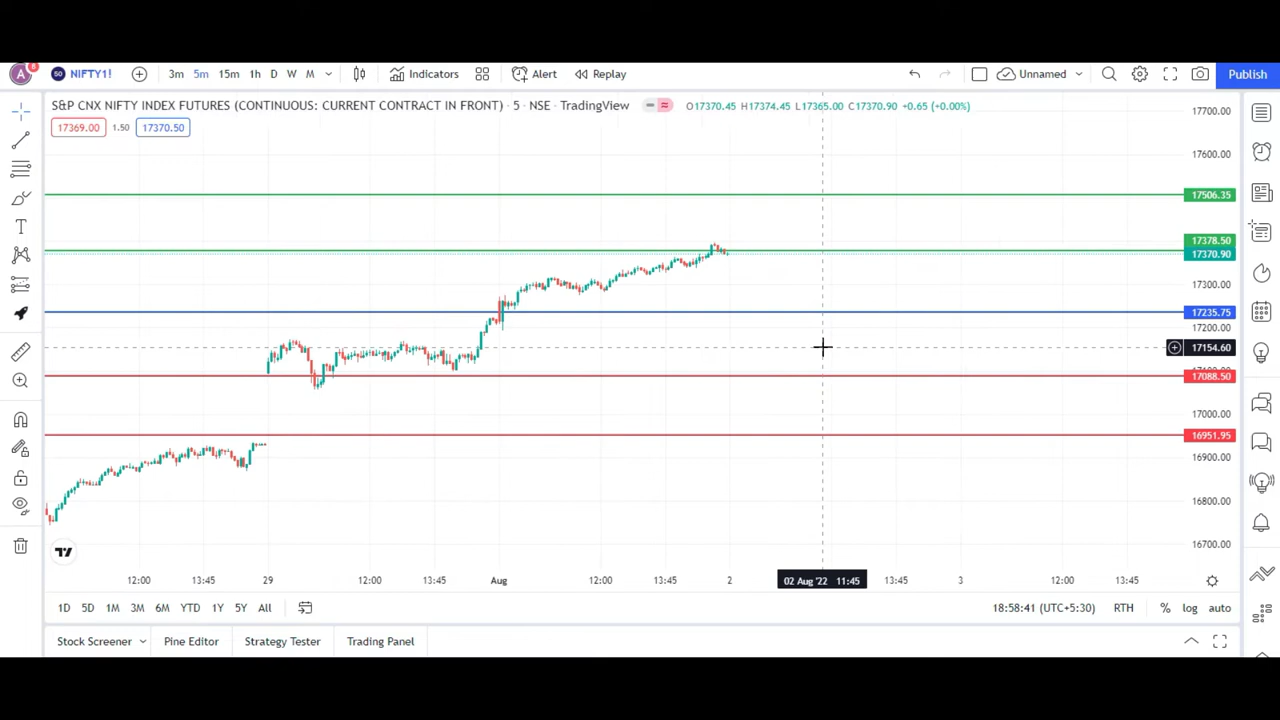 A 6 50 NIFTY1! 3m 5m 15m 1h D W M Indicators Alert Replay Unnamed Publish
S&P CNX NIFTY INDEX FUTURES (CONTINUOUS: CURRENT CONTRACT IN FRONT) · 5 · NSE · TradingView O17370.45 H17374.45 L17365.00 C17370.90 +0.65 (+0.00%)
17369.00 1.50 17370.50
17700.00
17600.00
17506.35
17378.50
17370.90
17300.00
17235.75
17200.00
17154.60
17088.50
17000.00
16951.95
16900.00
16800.00
16700.00
12:00 13:45 29 12:00 13:45 Aug 12:00 13:45 2 02 Aug '22 11:45 13:45 3 12:00 13:45
1D 5D 1M 3M 6M YTD 1Y 5Y All 18:58:41 (UTC+5:30) RTH % log auto
Stock Screener Pine Editor Strategy Tester Trading Panel